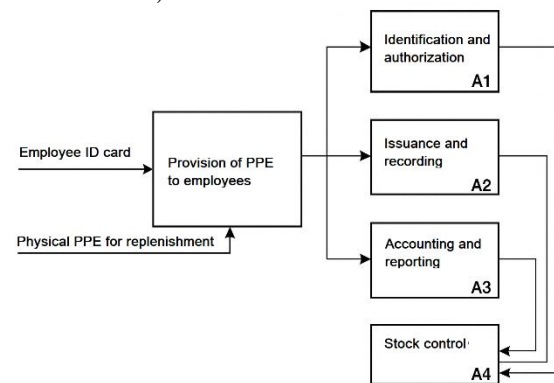 Identification and
authorization
A1
Employee ID card
Provision of PPE
to employees
Issuance and
recording
A2
Physical PPE for replenishment
Accounting and
reporting
A3
Stock control
A4